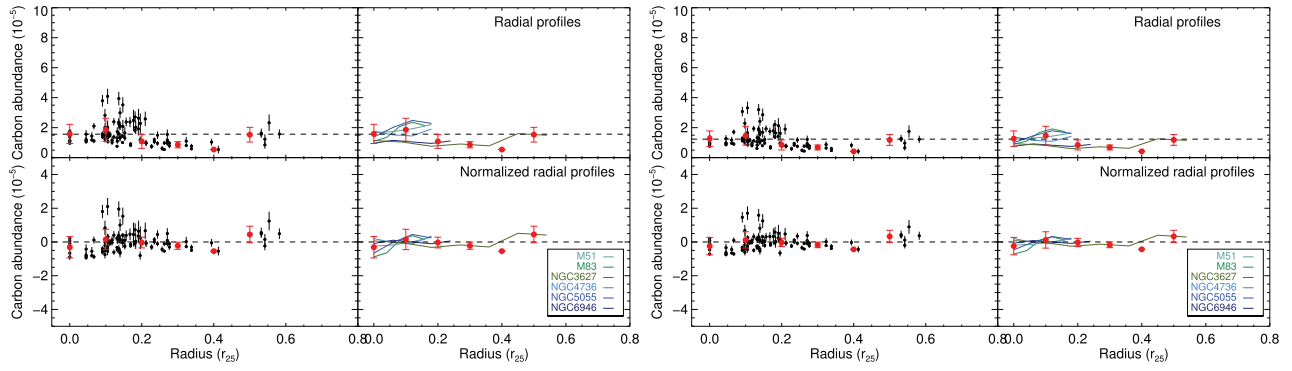 Carbon abundance (10⁻⁵)
10
8
6
4
2
0
Radial profiles
Carbon abundance (10⁻⁵)
4
2
0
−2
−4
Normalized radial profiles
M51
M83
NGC3627
NGC4736
NGC5055
NGC6946
0.0 0.2 0.4 0.6 0.8
0.0 0.2 0.4 0.6 0.8
Radius (r₂₅)
Radius (r₂₅)
Carbon abundance (10⁻⁵)
10
8
6
4
2
0
Radial profiles
Carbon abundance (10⁻⁵)
4
2
0
−2
−4
Normalized radial profiles
M51
M83
NGC3627
NGC4736
NGC5055
NGC6946
0.0 0.2 0.4 0.6 0.8
0.0 0.2 0.4 0.6 0.8
Radius (r₂₅)
Radius (r₂₅)